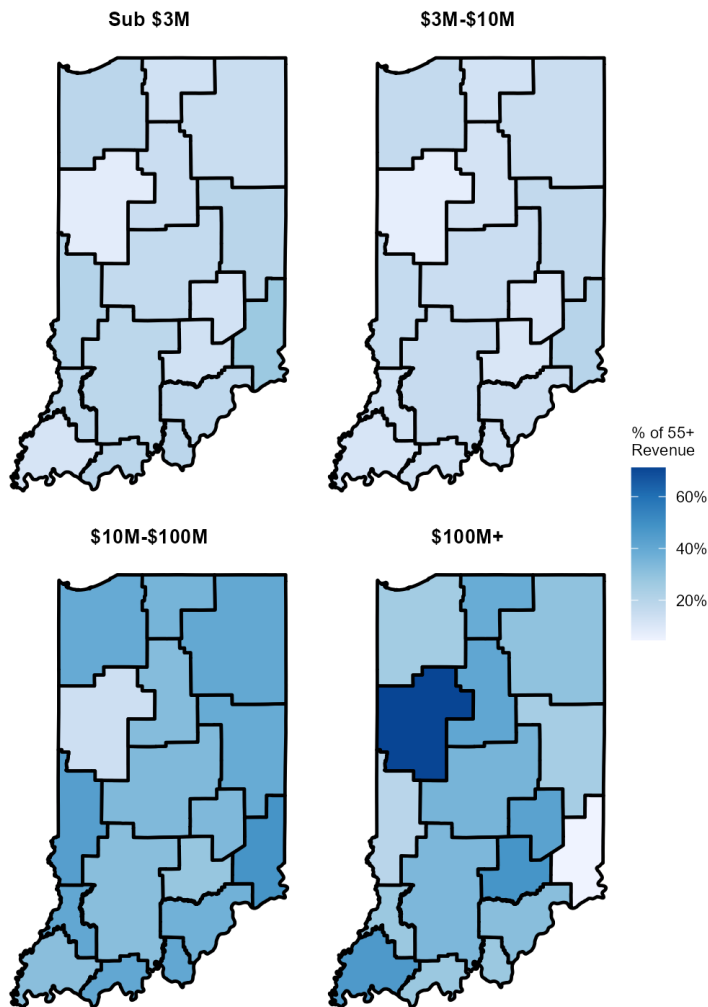 Sub $3M
$3M-$10M
% of 55+
Revenue
60%
40%
20%
$10M-$100M
$100M+